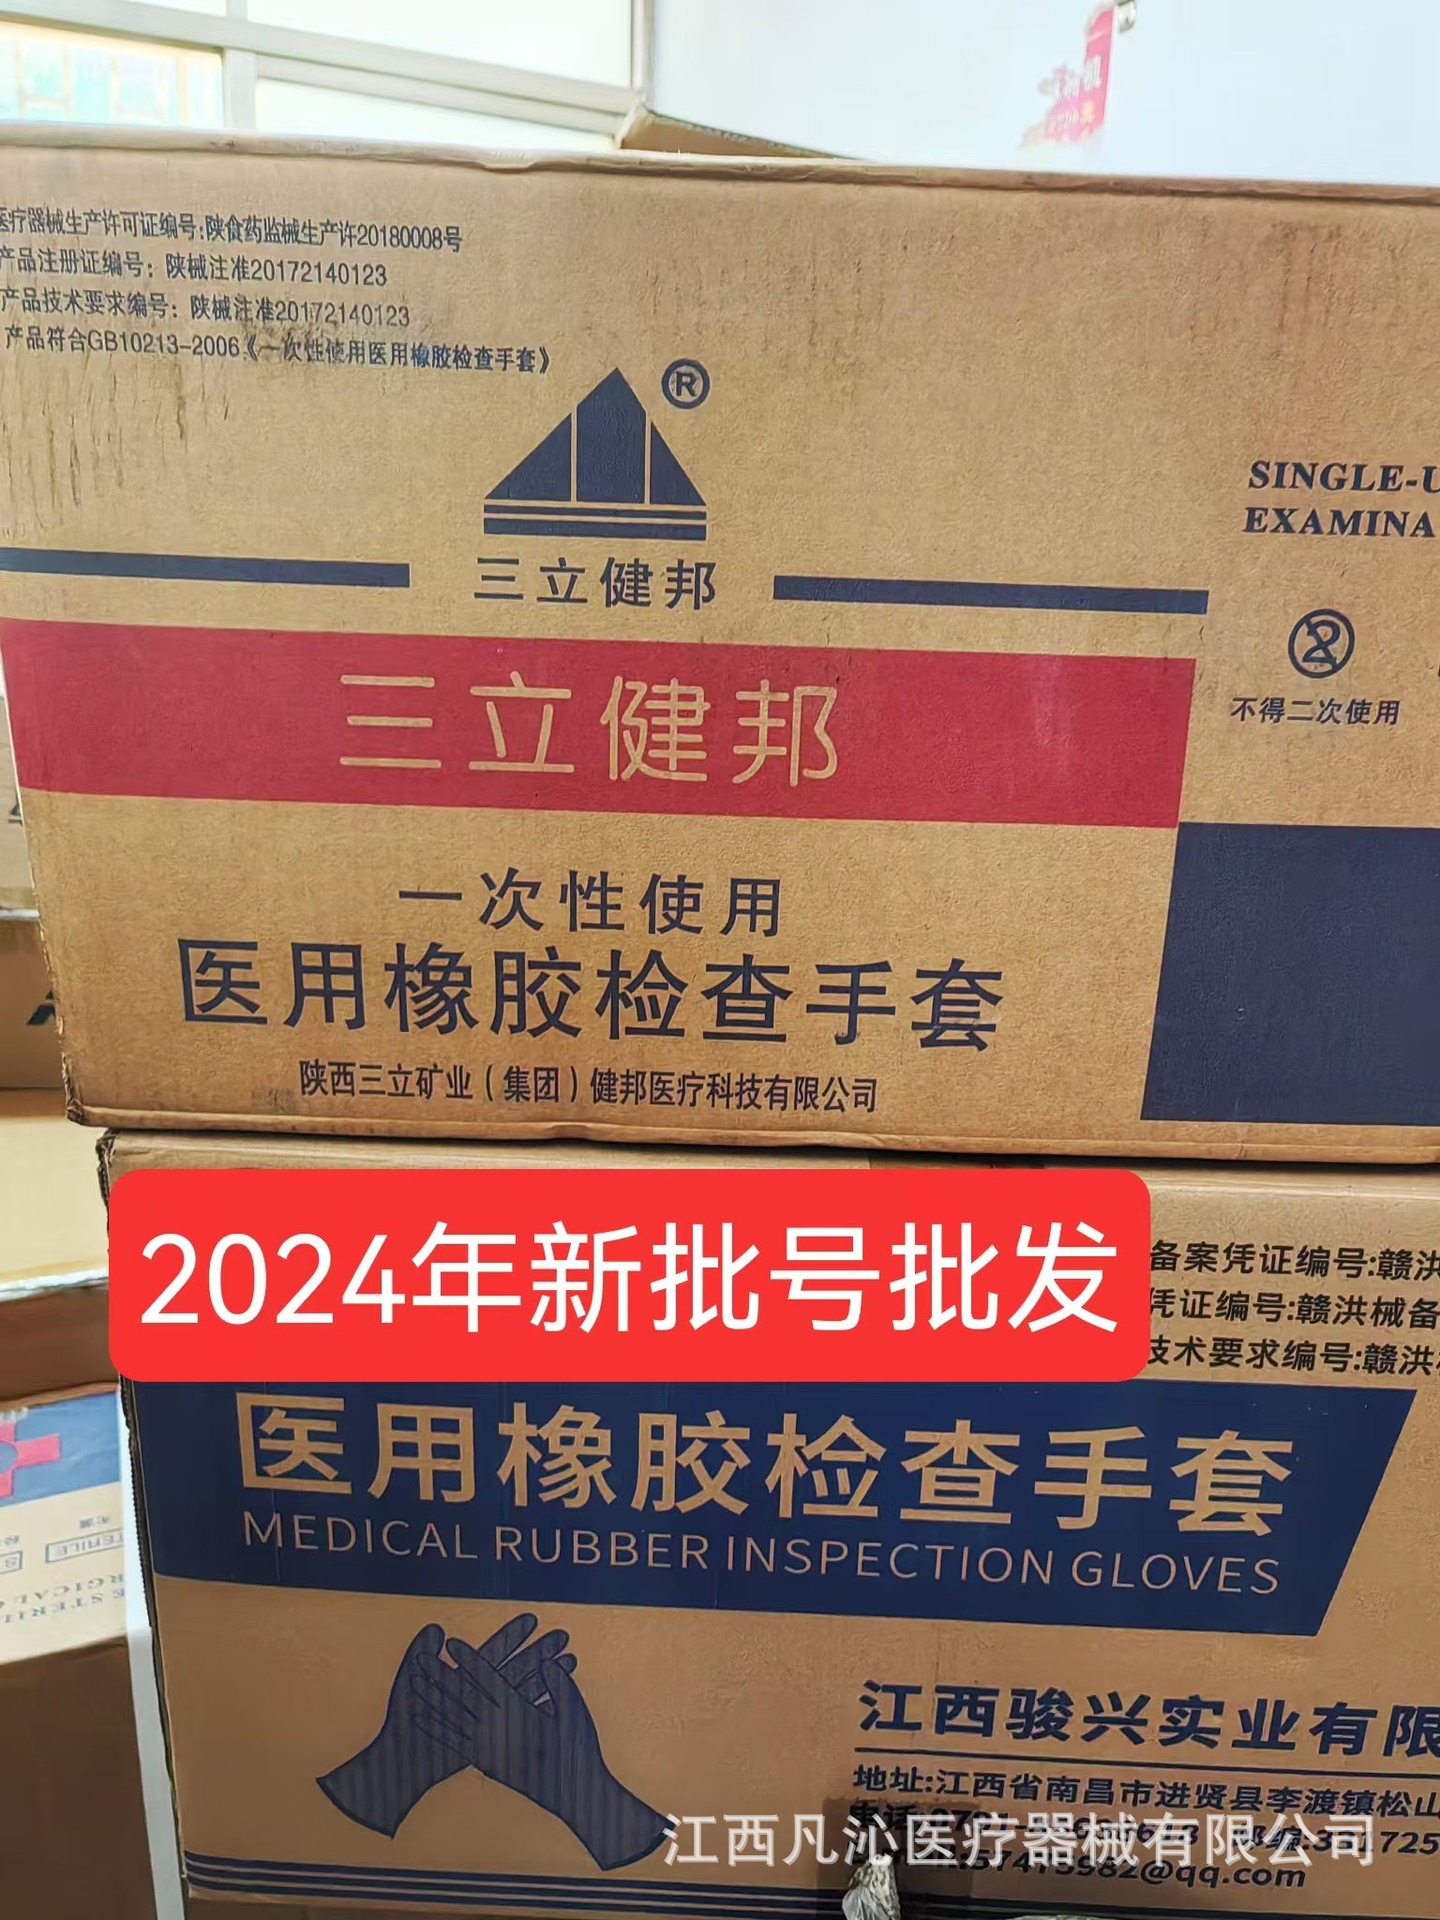 医疗器械生产许可证编号:陕食药监械生产许20180008号
产品注册证编号：陕械注准20172140123
产品技术要求编号：陕械注准20172140123
产品符合GB10213-2006《一次性使用医用橡胶检查手套》
®
三立健邦
SINGLE-U
EXAMINA
2
不得二次使用
三立健邦
一次性使用
医用橡胶检查手套
陕西三立矿业（集团）健邦医疗科技有限公司
2024年新批号批发
备案凭证编号:赣洪
凭证编号:赣洪械备
技术要求编号:赣洪
医用橡胶检查手套
MEDICAL RUBBER INSPECTION GLOVES
江西骏兴实业有限
地址:江西省南昌市进贤县李渡镇松山
江西凡沁医疗器械有限公司
@qq.com